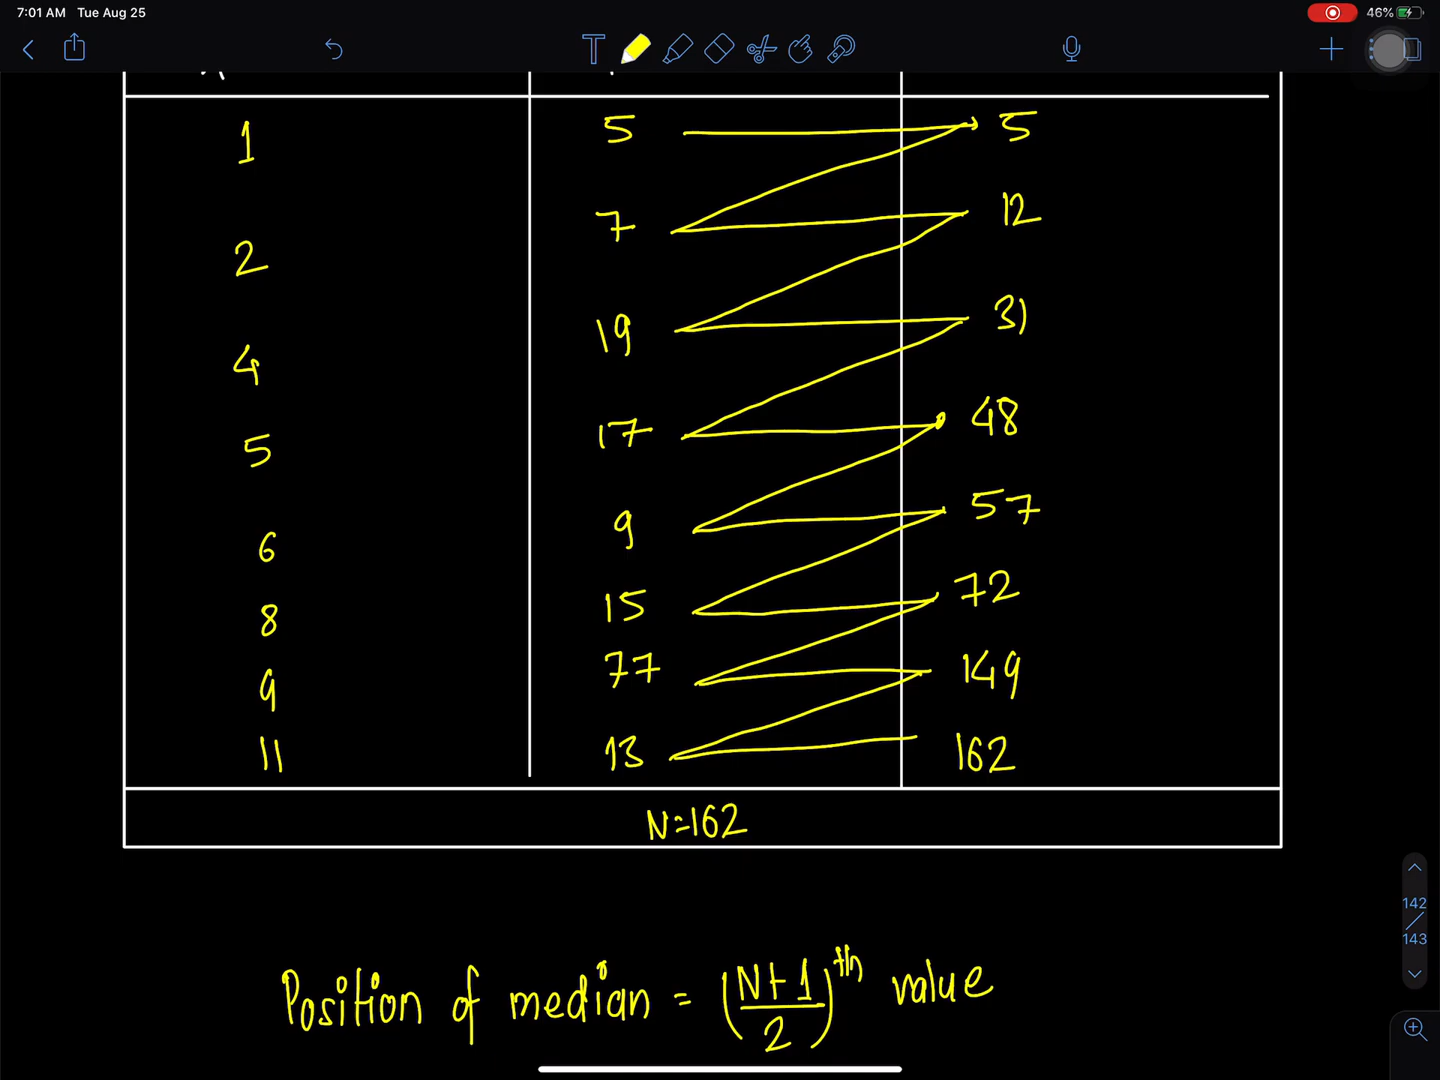 7:01 AM Tue Aug 25
46%
T
1 5 5
2 7 12
4 19 31
5 17 48
6 9 57
8 15 72
9 77 149
11 13 162
N=162
142
143
Position of median = (N+1/2)th value